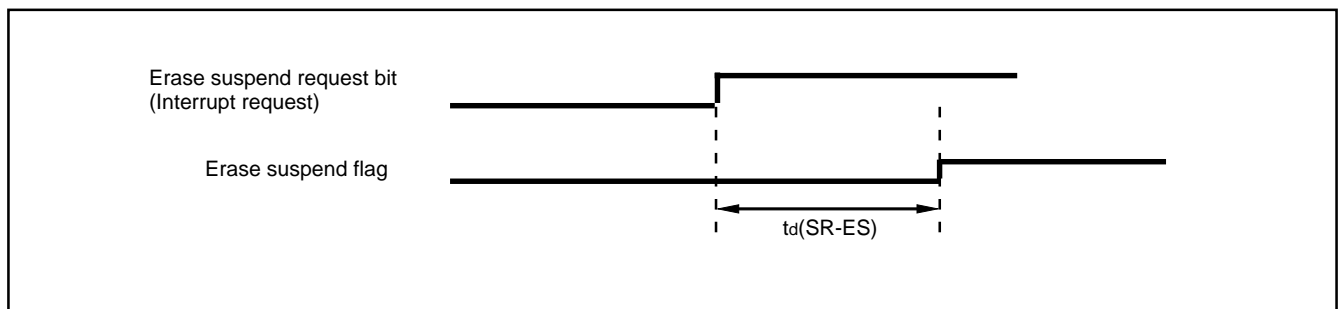 Erase suspend request bit
(Interrupt request)
Erase suspend flag
td(SR-ES)